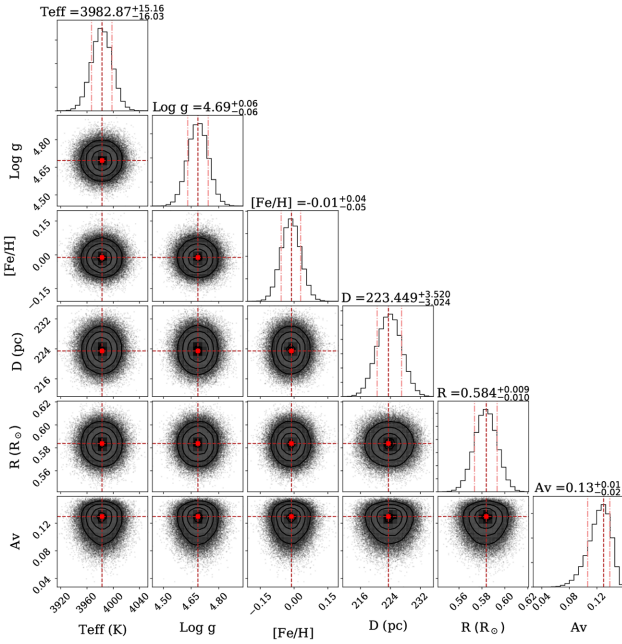 Teff =3982.87+15.16 −16.03
Log g =4.69+0.06 −0.06
4.80
4.65
4.50
Log g
[Fe/H] =-0.01+0.04 −0.05
0.15
0.00
−0.15
[Fe/H]
D =223.449+3.520 −3.024
232
224
216
D (pc)
R =0.584+0.009 −0.010
0.62
0.60
0.58
0.56
R (R⊙)
Av =0.13+0.01 −0.02
0.12
0.08
0.04
Av
3920 3960 4000 4040 4.50 4.65 4.80 −0.15 0.00 0.15 216 224 232 0.56 0.58 0.60 0.62 0.04 0.08 0.12
Teff (K) Log g [Fe/H] D (pc) R (R⊙) Av